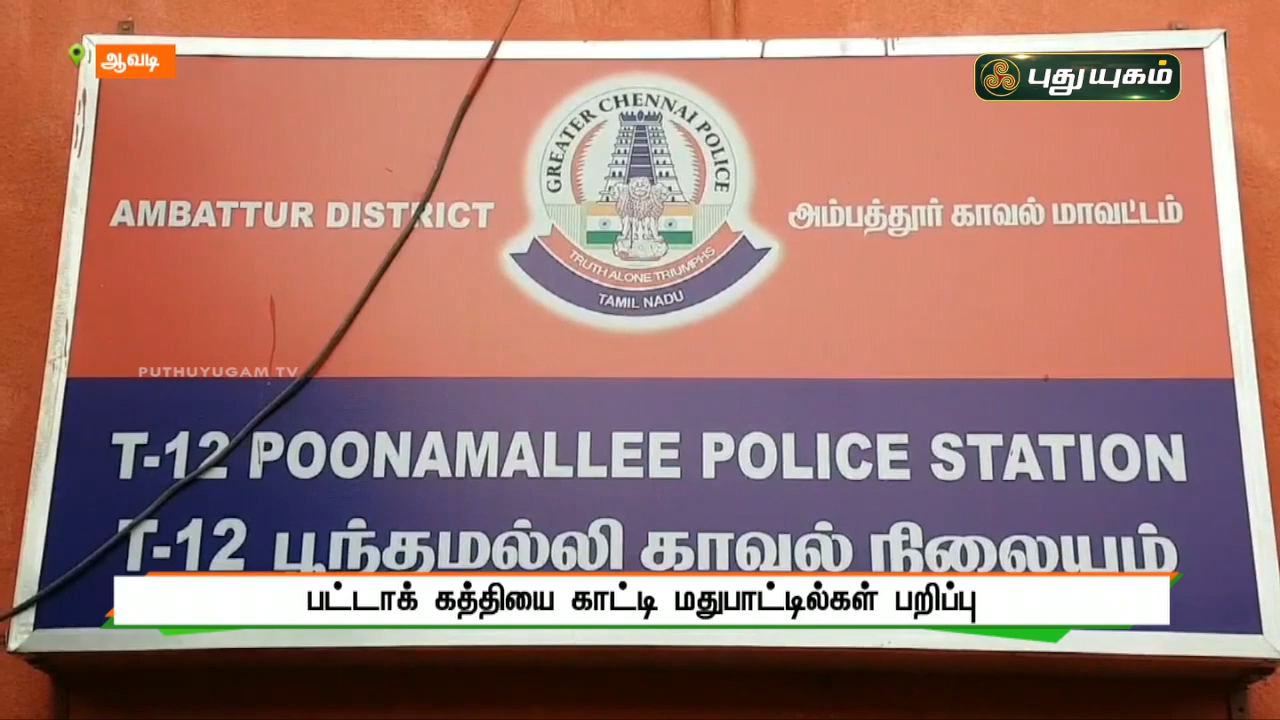 ஆவடி
புதுயுகம்
GREATER CHENNAI POLICE
AMBATTUR DISTRICT
அம்பத்தூர் காவல் மாவட்டம்
TRUTH ALONE TRIUMPHS
TAMIL NADU
PUTHUYUGAM TV
T-12 POONAMALLEE POLICE STATION
T-12 பூந்தமல்லி காவல் நிலையம்
பட்டாக் கத்தியை காட்டி மதுபாட்டில்கள் பறிப்பு